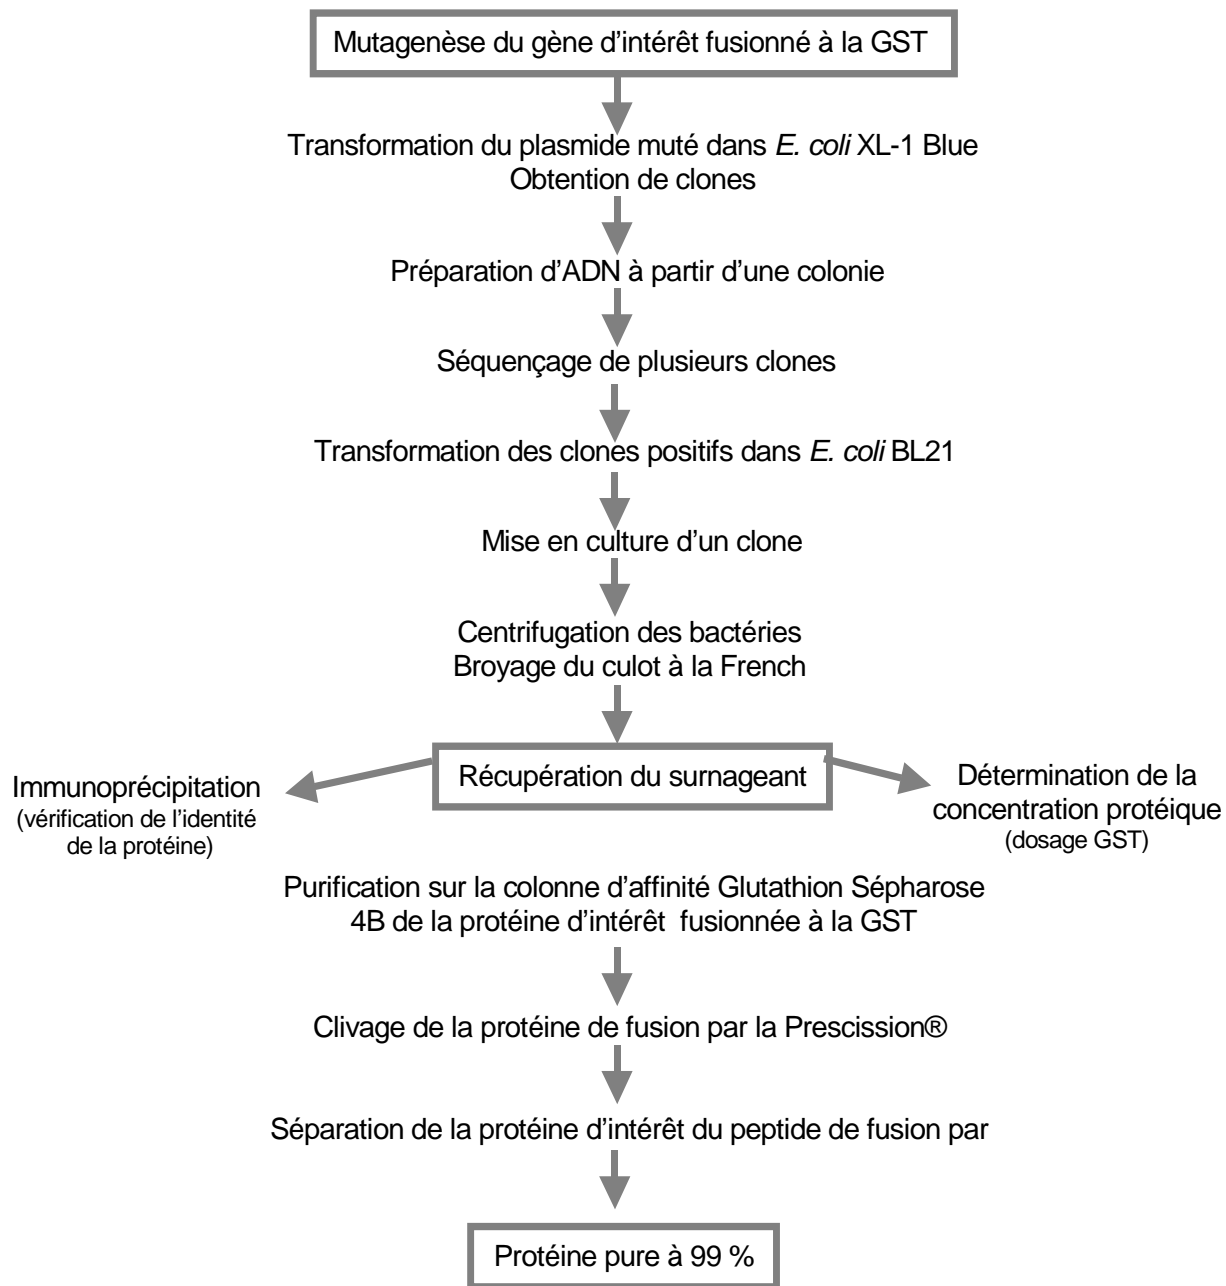 Mutagenèse du gène d’intérêt fusionné à la GST
Transformation du plasmide muté dans E. coli XL-1 Blue
Obtention de clones
Préparation d’ADN à partir d’une colonie
Séquençage de plusieurs clones
Transformation des clones positifs dans E. coli BL21
Mise en culture d’un clone
Centrifugation des bactéries
Broyage du culot à la French
Récupération du surnageant
Immunoprécipitation
(vérification de l’identité
de la protéine)
Détermination de la
concentration protéique
(dosage GST)
Purification sur la colonne d’affinité Glutathion Sépharose
4B de la protéine d’intérêt fusionnée à la GST
Clivage de la protéine de fusion par la Prescission®
Séparation de la protéine d’intérêt du peptide de fusion par
Protéine pure à 99 %